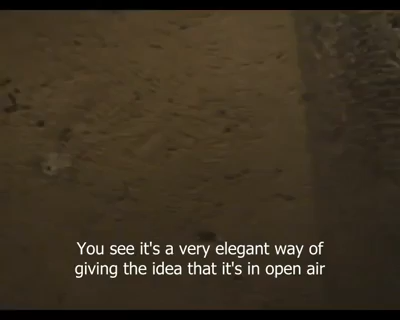 You see it's a very elegant way of
giving the idea that it's in open air